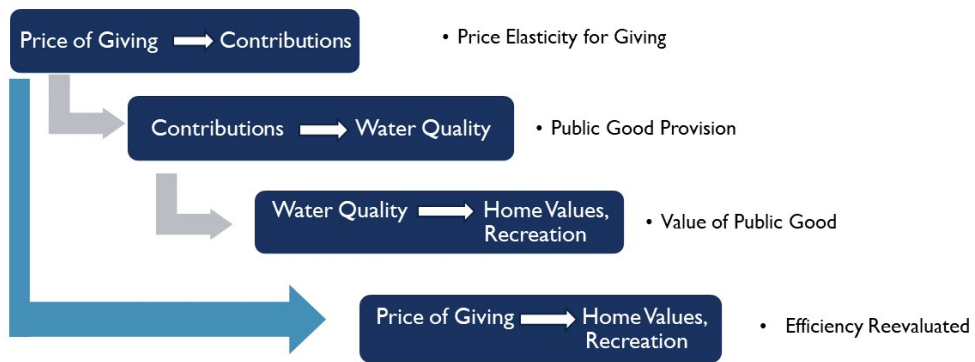 Price of Giving Contributions
• Price Elasticity for Giving
Contributions Water Quality
• Public Good Provision
Water Quality Home Values,
Recreation
• Value of Public Good
Price of Giving Home Values,
Recreation
• Efficiency Reevaluated